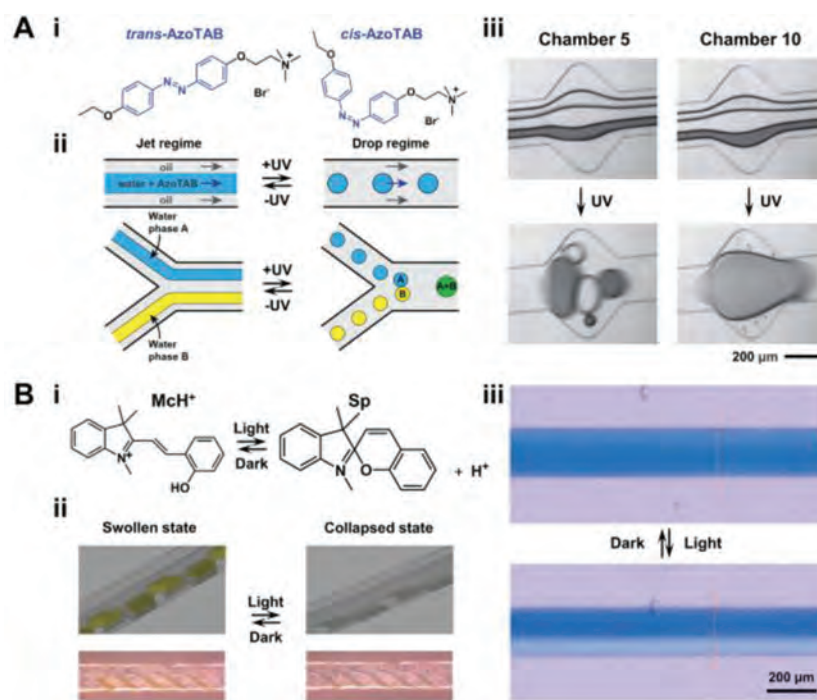 A
i
trans-AzoTAB
cis-AzoTAB
O
N
N
O
N
+
Br-
O
N
N
O
N
+
Br-
ii
Jet regime
Drop regime
oil
water + AzoTAB
oil
+UV
-UV
Water
phase A
Water
phase B
+UV
-UV
A
B
A+B
iii
Chamber 5
Chamber 10
UV
UV
200 µm
B
i
McH+
Sp
Light
Dark
N
+
HO
N
O
+ H+
ii
Swollen state
Collapsed state
Light
Dark
iii
Dark
Light
200 µm